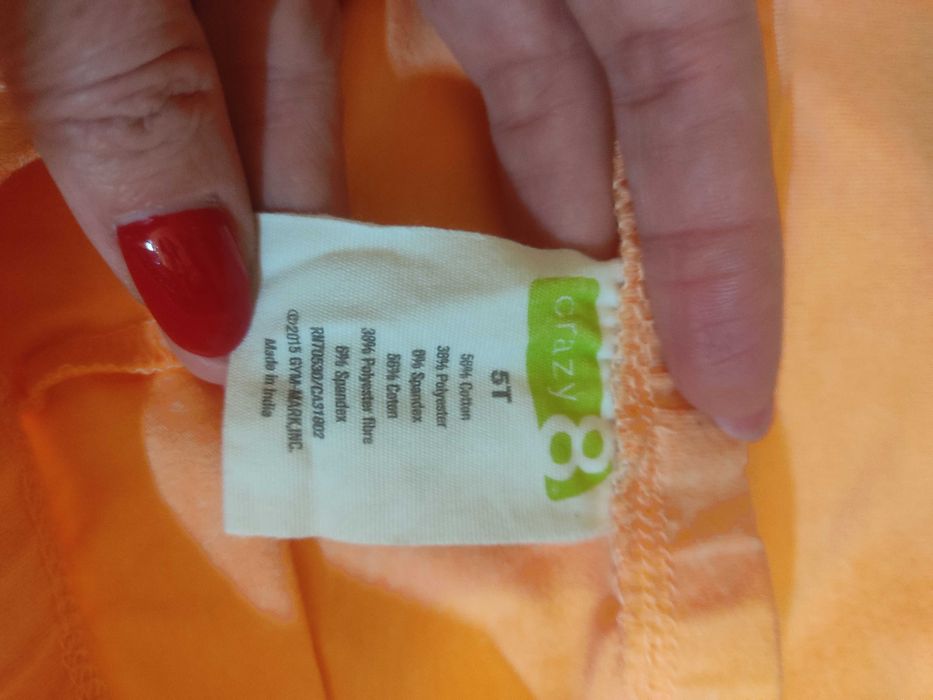 crazy 8
5T
56% Cotton
38% Polyester
6% Spandex
56% Coton
38% Polyester fibre
6% Spandex
RN70530/CA31802
©2015 GYM-MARK,INC.
Made in India